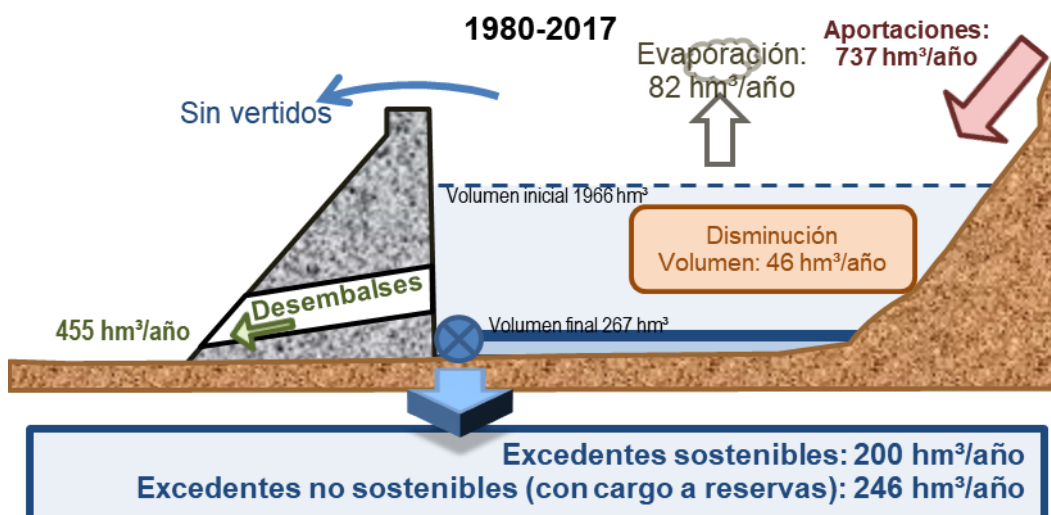 1980-2017
Aportaciones:
737 hm³/año
Evaporación:
82 hm³/año
Sin vertidos
Volumen inicial 1966 hm³
Disminución
Volumen: 46 hm³/año
Desembalses
455 hm³/año
Volumen final 267 hm³
Excedentes sostenibles: 200 hm³/año
Excedentes no sostenibles (con cargo a reservas): 246 hm³/año